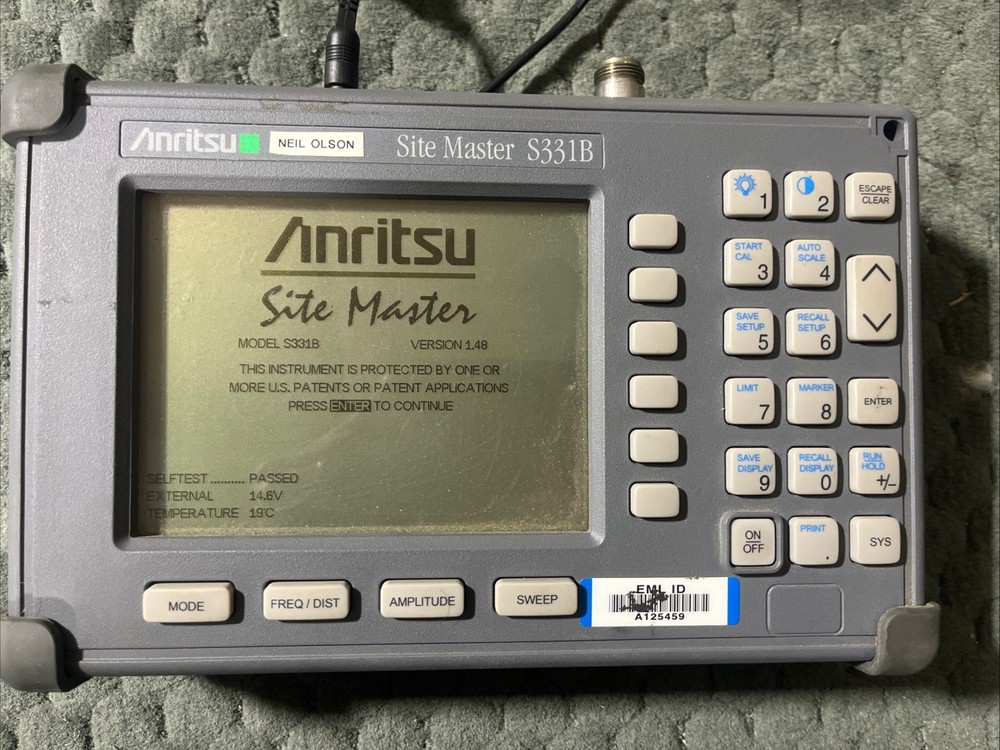 Anritsu NEIL OLSON Site Master S331B
Anritsu
Site Master
MODEL S331B VERSION 1.48
THIS INSTRUMENT IS PROTECTED BY ONE OR
MORE U.S. PATENTS OR PATENT APPLICATIONS
PRESS ENTER TO CONTINUE
SELFTEST .......... PASSED
EXTERNAL 14.6V
TEMPERATURE 19°C
1
2
ESCAPE
CLEAR
START
CAL
3
AUTO
SCALE
4
SAVE
SETUP
5
RECALL
SETUP
6
LIMIT
7
MARKER
8
ENTER
SAVE
DISPLAY
9
RECALL
DISPLAY
0
RUN
HOLD
+/-
ON
OFF
PRINT
.
SYS
MODE
FREQ / DIST
AMPLITUDE
SWEEP
EML ID
A125459